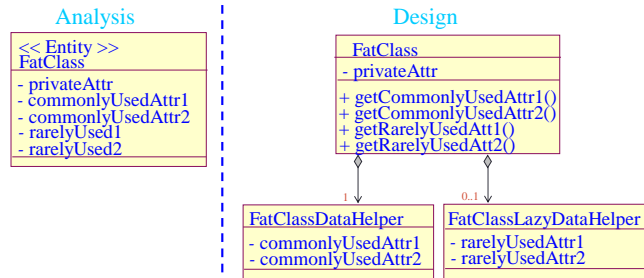 Analysis
<< Entity >>
FatClass
- privateAttr
- commonlyUsedAttr1
- commonlyUsedAttr2
- rarelyUsed1
- rarelyUsed2
Design
FatClass
- privateAttr
+ getCommonlyUsedAttr1()
+ getCommonlyUsedAttr2()
+ getRarelyUsedAtt1()
+ getRarelyUsedAtt2()
1
0..1
FatClassDataHelper
- commonlyUsedAttr1
- commonlyUsedAttr2
FatClassLazyDataHelper
- rarelyUsedAttr1
- rarelyUsedAttr2